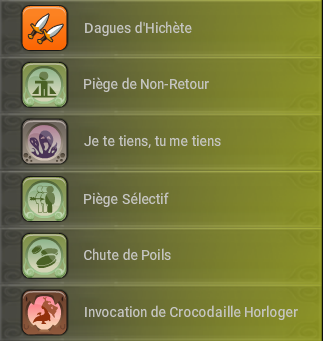 Dagues d'Hichète
Piège de Non-Retour
Je te tiens, tu me tiens
Piège Sélectif
Chute de Poils
Invocation de Crocodaille Horloger